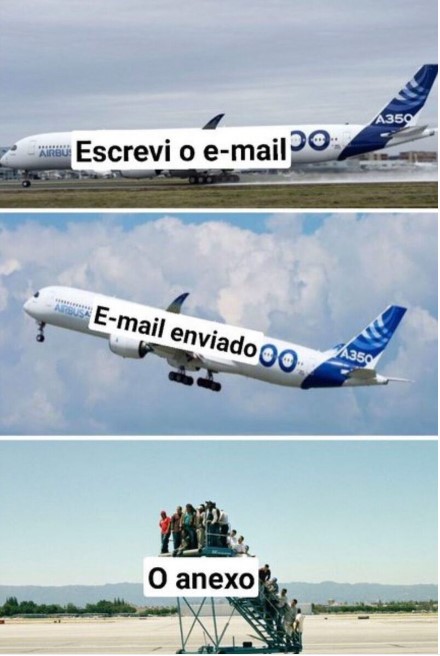 AIRBUS
Escrevi o e-mail
A350
AIRBUS
E-mail enviado
A350
O anexo